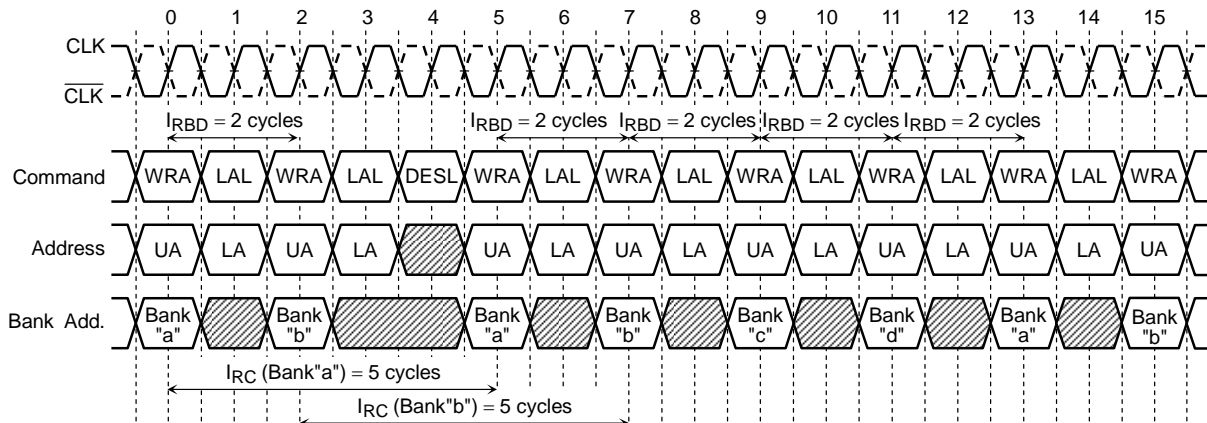 0 1 2 3 4 5 6 7 8 9 10 11 12 13 14 15
CLK
CLK
IRBD = 2 cycles IRBD = 2 cycles IRBD = 2 cycles IRBD = 2 cycles IRBD = 2 cycles
Command WRA LAL WRA LAL DESL WRA LAL WRA LAL WRA LAL WRA LAL WRA LAL WRA
Address UA LA UA LA UA LA UA LA UA LA UA LA UA LA UA
Bank Add. Bank "a" Bank "b" Bank "a" Bank "b" Bank "c" Bank "d" Bank "a" Bank "b"
IRC (Bank"a") = 5 cycles
IRC (Bank"b") = 5 cycles